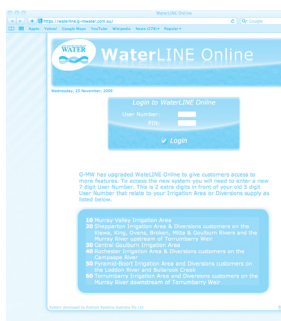 WaterLINE Online
https://waterline.g-mwater.com.au/
Google
Apple Yahoo! Google Maps YouTube Wikipedia News (276) Popular
WATER
WaterLINE Online
Wednesday, 25 November, 2009
Login to WaterLINE Online
User Number:
PIN:
Login
G-MW has upgraded WateLINE Online to give customers access to
more features. To access the new system you will need to enter a new
7 digit User Number. This is 2 extra digits in front of your old 5 digit
User Number that relate to your Irrigation Area or Diversions supply as
listed below.
10 Murray Valley Irrigation Area
20 Shepparton Irrigation Area & Diversions customers on the
Kiewa, King, Ovens, Broken, Mitta & Goulburn Rivers and the
Murray River upstream of Torrumbarry Weir
30 Central Goulburn Irrigation Area
40 Rochester Irrigation Area & Diversions customers on the
Campaspe River
50 Pyramid-Boort Irrigation Area and Diversions customers on
the Loddon River and Bullarook Creek
60 Torrumbarry Irrigation Area and Diversions customers on the
Murray River downstream of Torrumbarry Weir